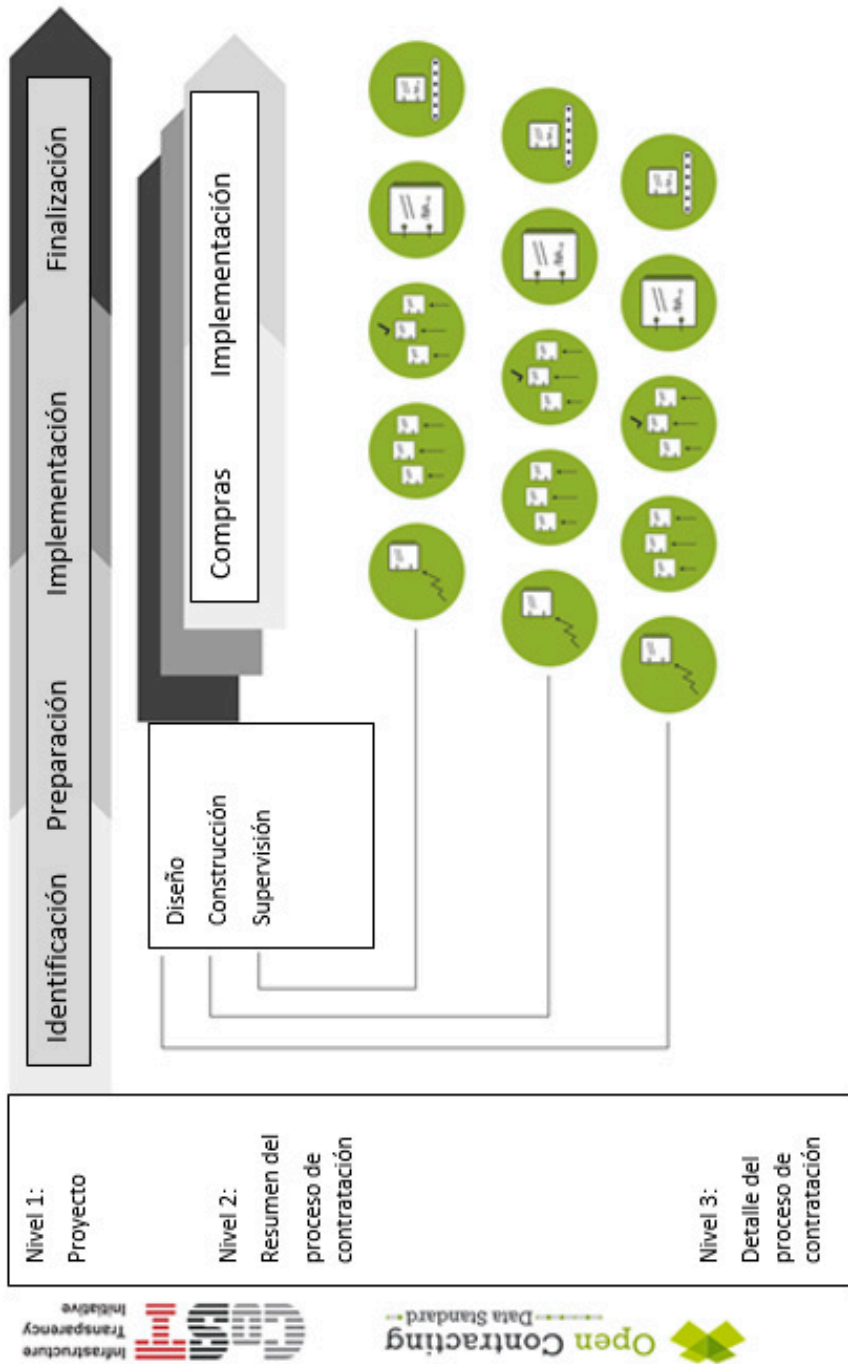 Identificación
Preparación
Implementación
Finalización
Nivel 1:
Proyecto
Nivel 2:
Resumen del
proceso de
contratación
Nivel 3:
Detalle del
proceso de
contratación
Diseño
Construcción
Supervisión
Compras
Implementación
CoST
Infrastructure
Transparency
Initiative
Open Contracting
Data Standard